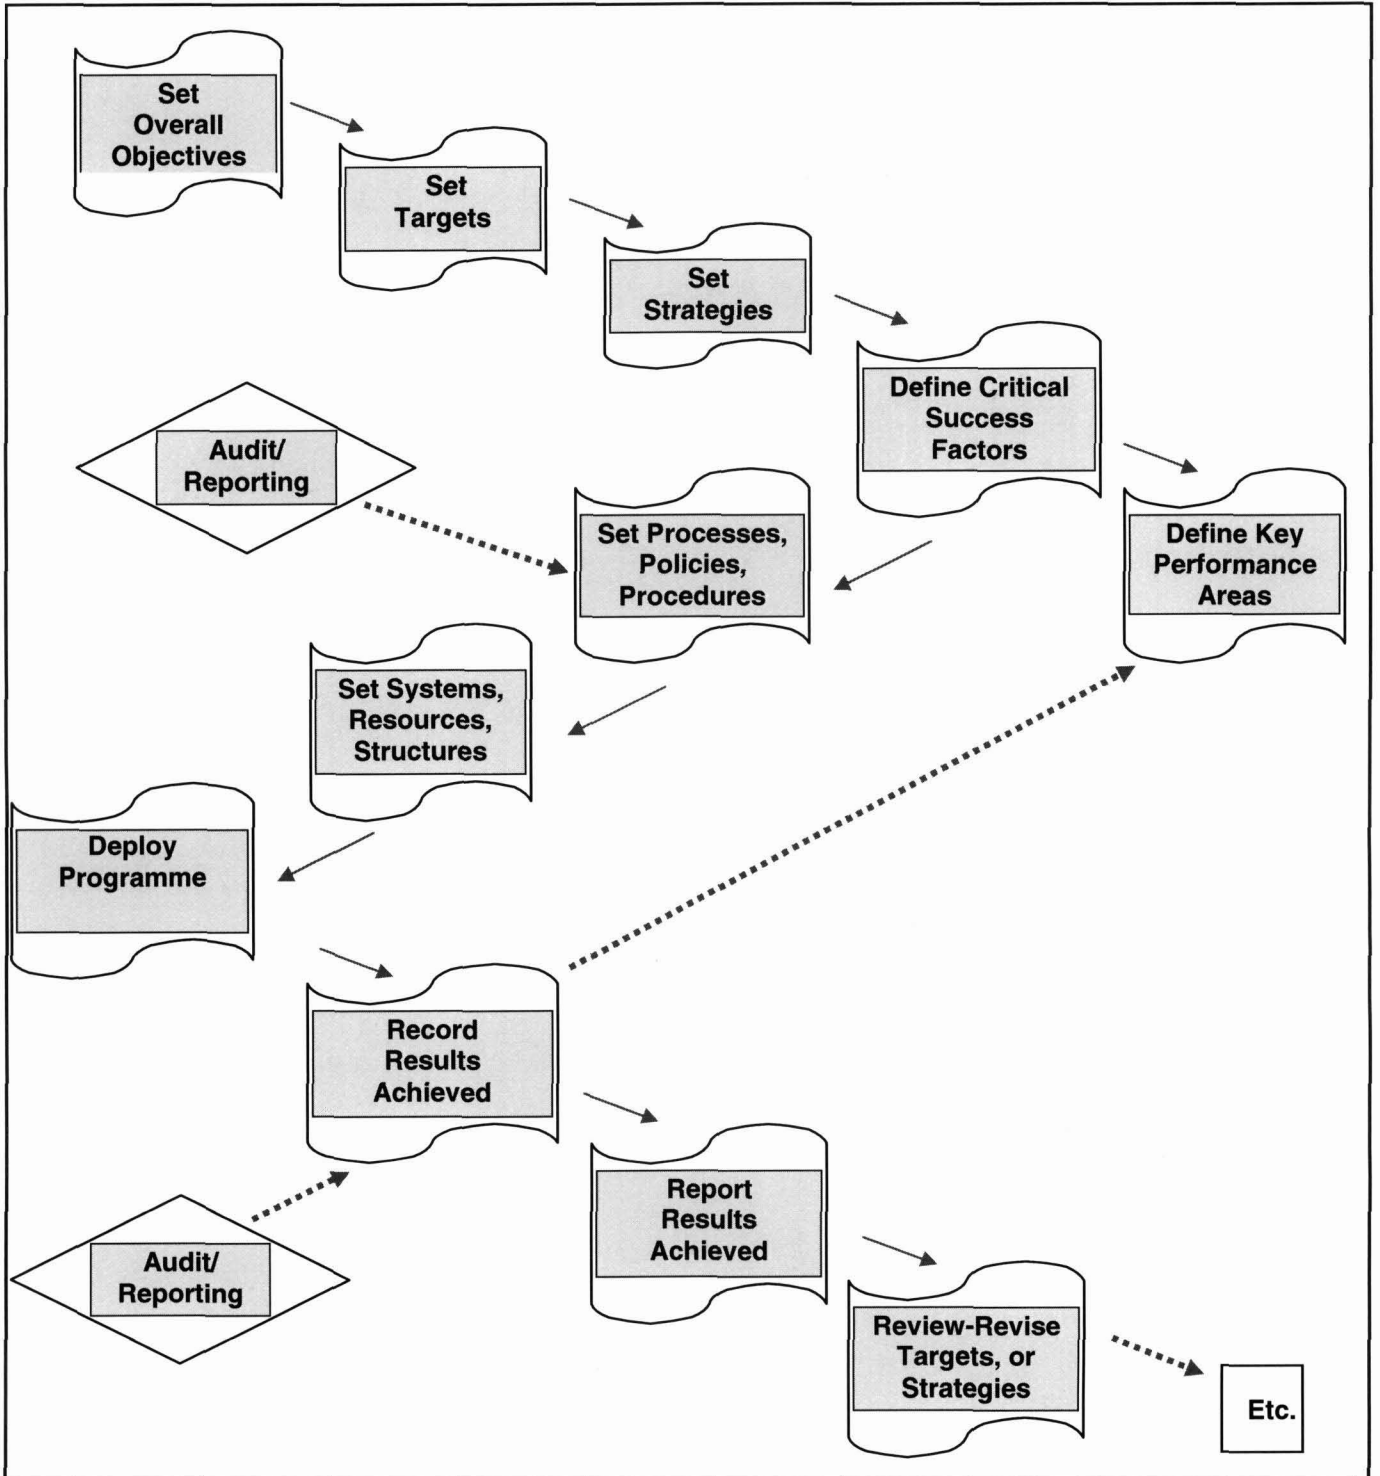 Set
Overall
Objectives
Set
Targets
Set
Strategies
Define Critical
Success
Factors
Audit/
Reporting
Set Processes,
Policies,
Procedures
Define Key
Performance
Areas
Set Systems,
Resources,
Structures
Deploy
Programme
Record
Results
Achieved
Report
Results
Achieved
Audit/
Reporting
Review-Revise
Targets, or
Strategies
Etc.